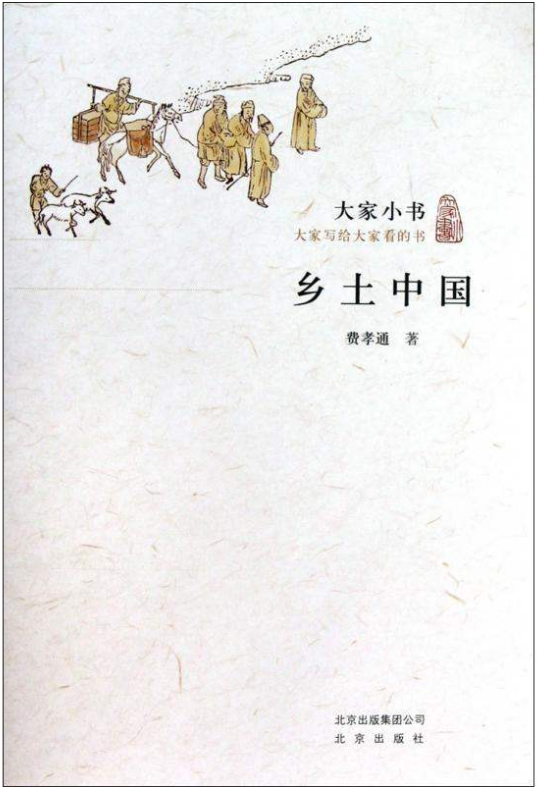 大家小书
大家写给大家看的书
乡土中国
费孝通 著
北京出版集团公司
北京出版社